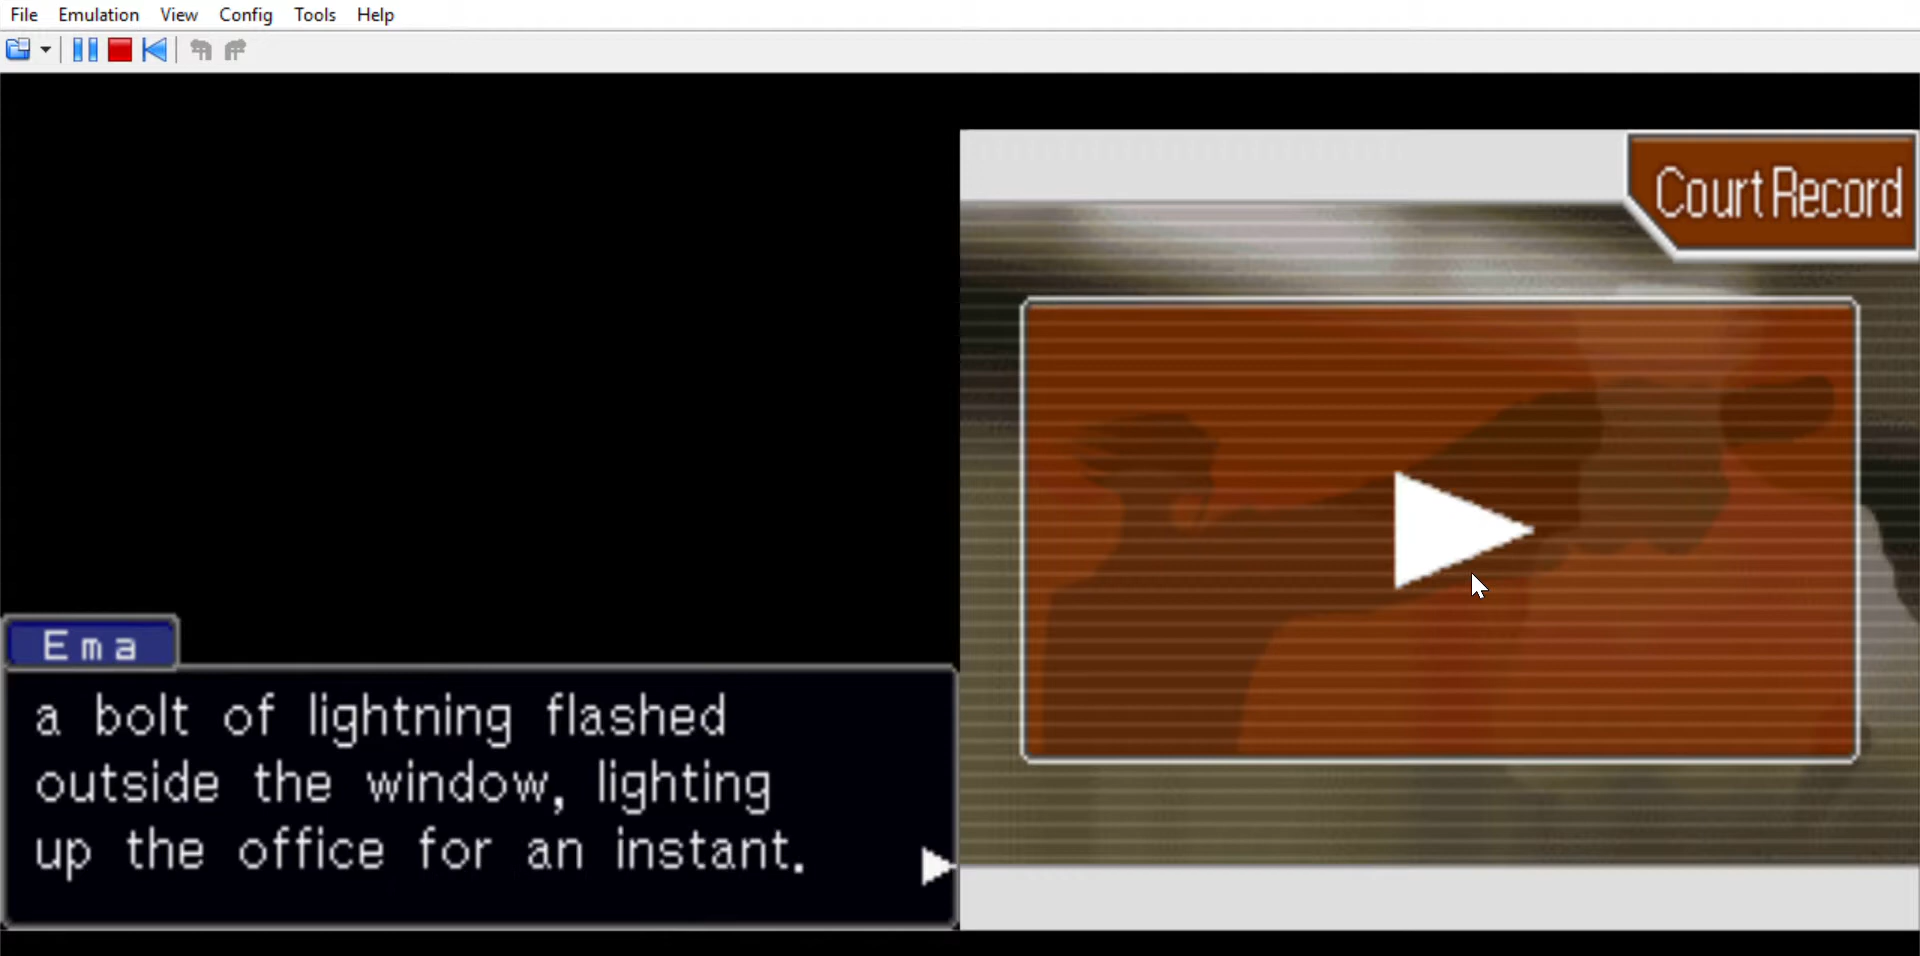 File Emulation View Config Tools Help
Court Record
Ema
a bolt of lightning flashed
outside the window, lighting
up the office for an instant.